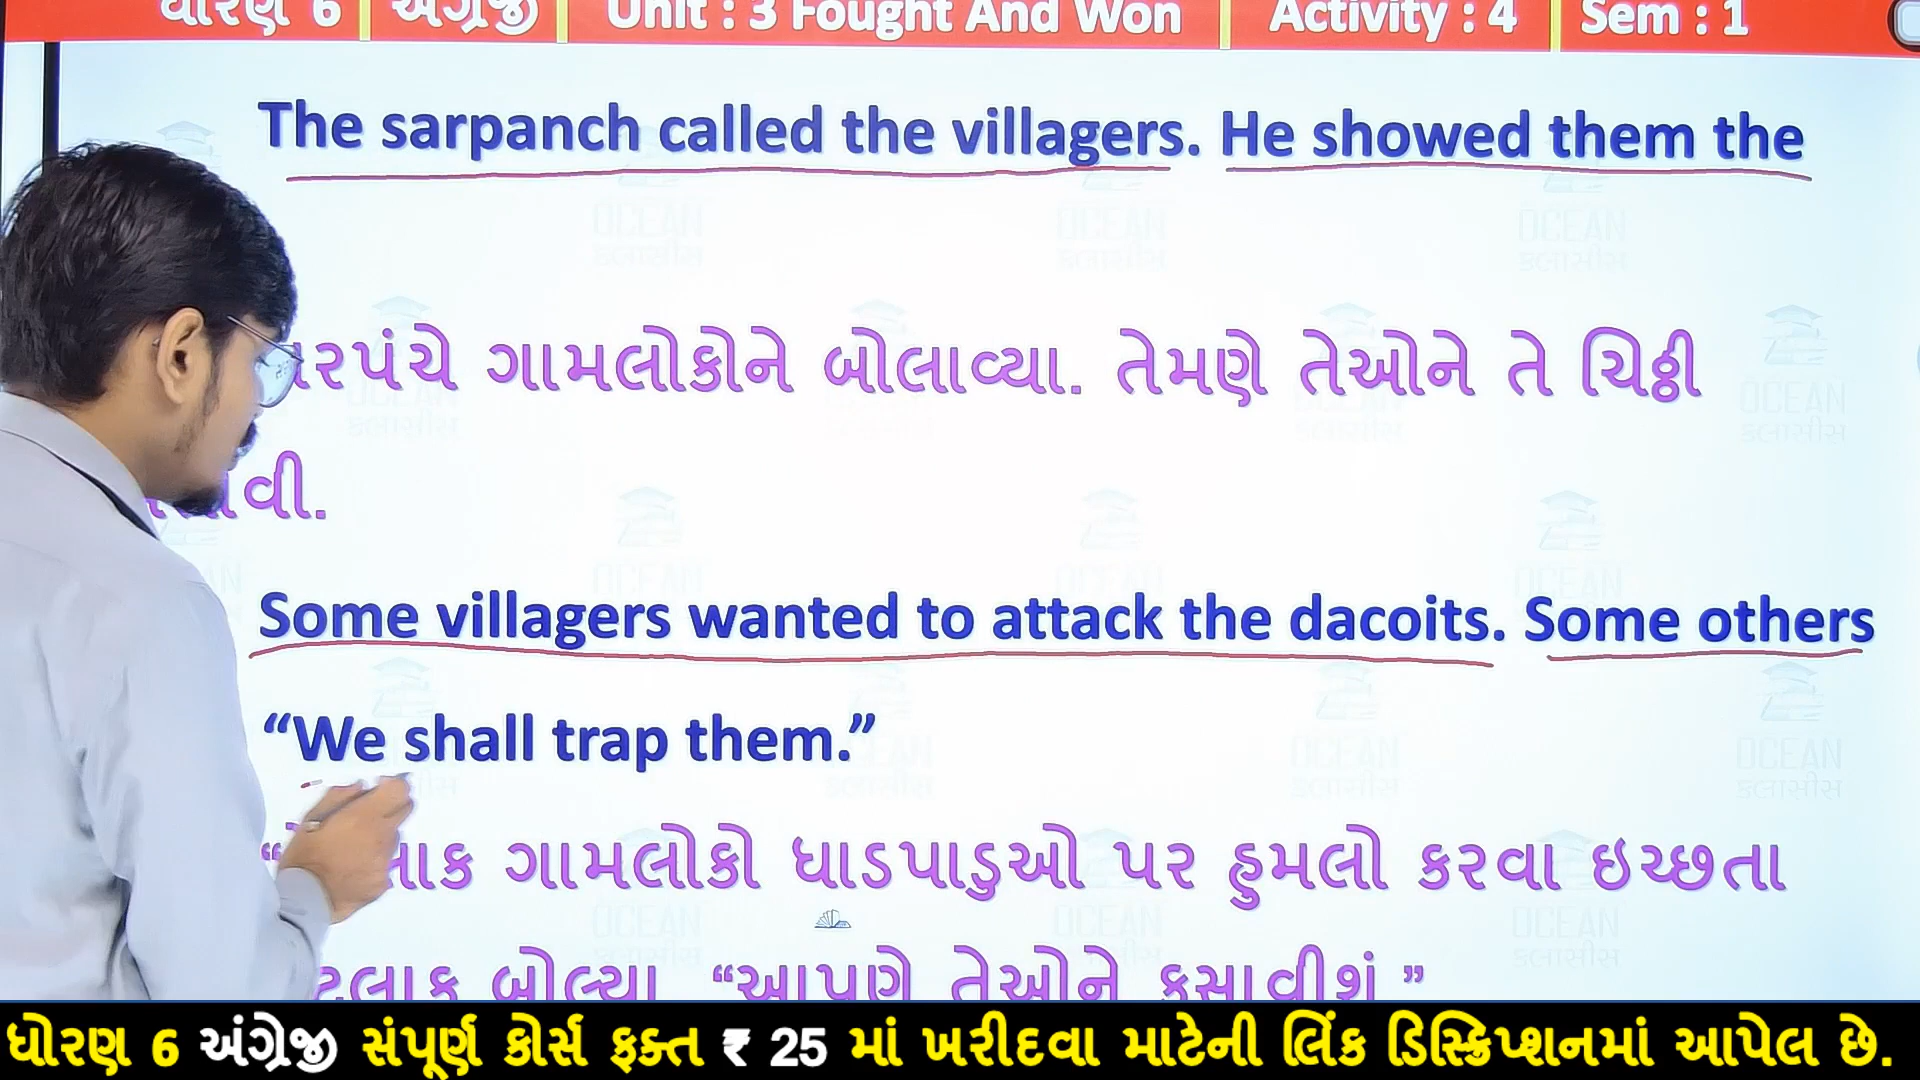 ધોરણ 6 અંગ્રેજી Unit : 3 Fought And Won Activity : 4 Sem : 1
The sarpanch called the villagers. He showed them the
ગામલોકોને બોલાવ્યા. તેમણે તેઓને તે ચિઠ્ઠી
Some villagers wanted to attack the dacoits. Some others
“We shall trap them.”
ગામલોકો ધાડપાડુઓ પર હુમલો કરવા ઇચ્છતા
બોલ્યા “આપણે તેઓને ફસાવીશું.”
ધોરણ 6 અંગ્રેજી સંપૂર્ણ કોર્સ ફક્ત ₹ 25 માં ખરીદવા માટેની લિંક ડિસ્ક્રિપ્શનમાં આપેલ છે.